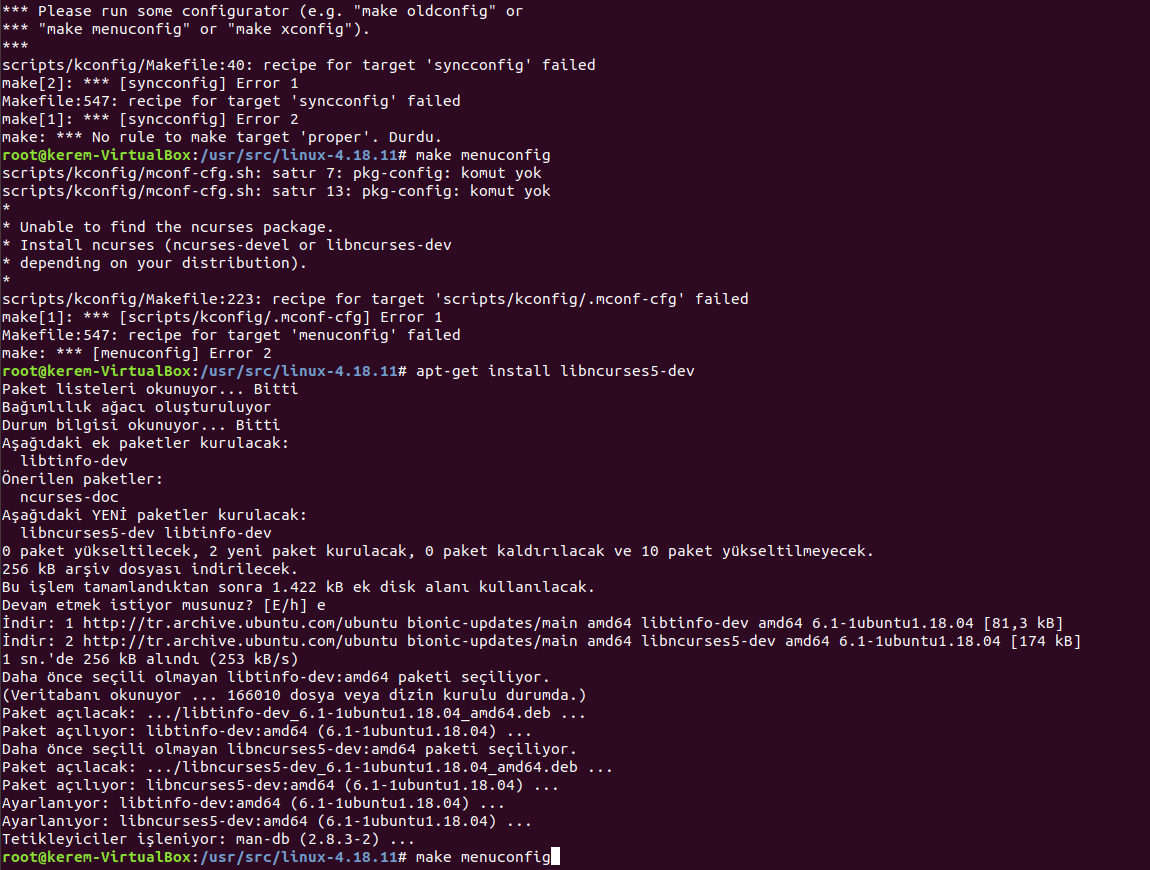 *** Please run some configurator (e.g. "make oldconfig" or
*** "make menuconfig" or "make xconfig").
***
scripts/kconfig/Makefile:40: recipe for target 'syncconfig' failed
make[2]: *** [syncconfig] Error 1
Makefile:547: recipe for target 'syncconfig' failed
make[1]: *** [syncconfig] Error 2
make: *** No rule to make target 'proper'. Durdu.
root@kerem-VirtualBox:/usr/src/linux-4.18.11# make menuconfig
scripts/kconfig/mconf-cfg.sh: satır 7: pkg-config: komut yok
scripts/kconfig/mconf-cfg.sh: satır 13: pkg-config: komut yok
*
* Unable to find the ncurses package.
* Install ncurses (ncurses-devel or libncurses-dev
* depending on your distribution).
*
scripts/kconfig/Makefile:223: recipe for target 'scripts/kconfig/.mconf-cfg' failed
make[1]: *** [scripts/kconfig/.mconf-cfg] Error 1
Makefile:547: recipe for target 'menuconfig' failed
make: *** [menuconfig] Error 2
root@kerem-VirtualBox:/usr/src/linux-4.18.11# apt-get install libncurses5-dev
Paket listeleri okunuyor... Bitti
Bağımlılık ağacı oluşturuluyor
Durum bilgisi okunuyor... Bitti
Aşağıdaki ek paketler kurulacak:
  libtinfo-dev
Önerilen paketler:
  ncurses-doc
Aşağıdaki YENİ paketler kurulacak:
  libncurses5-dev libtinfo-dev
0 paket yükseltilecek, 2 yeni paket kurulacak, 0 paket kaldırılacak ve 10 paket yükseltilmeyecek.
256 kB arşiv dosyası indirilecek.
Bu işlem tamamlandıktan sonra 1.422 kB ek disk alanı kullanılacak.
Devam etmek istiyor musunuz? [E/h] e
İndir: 1 http://tr.archive.ubuntu.com/ubuntu bionic-updates/main amd64 libtinfo-dev amd64 6.1-1ubuntu1.18.04 [81,3 kB]
İndir: 2 http://tr.archive.ubuntu.com/ubuntu bionic-updates/main amd64 libncurses5-dev amd64 6.1-1ubuntu1.18.04 [174 kB]
1 sn.'de 256 kB alındı (253 kB/s)
Daha önce seçili olmayan libtinfo-dev:amd64 paketi seçiliyor.
(Veritabanı okunuyor ... 166010 dosya veya dizin kurulu durumda.)
Paket açılacak: .../libtinfo-dev_6.1-1ubuntu1.18.04_amd64.deb ...
Paket açılıyor: libtinfo-dev:amd64 (6.1-1ubuntu1.18.04) ...
Daha önce seçili olmayan libncurses5-dev:amd64 paketi seçiliyor.
Paket açılacak: .../libncurses5-dev_6.1-1ubuntu1.18.04_amd64.deb ...
Paket açılıyor: libncurses5-dev:amd64 (6.1-1ubuntu1.18.04) ...
Ayarlanıyor: libtinfo-dev:amd64 (6.1-1ubuntu1.18.04) ...
Ayarlanıyor: libncurses5-dev:amd64 (6.1-1ubuntu1.18.04) ...
Tetikleyiciler işleniyor: man-db (2.8.3-2) ...
root@kerem-VirtualBox:/usr/src/linux-4.18.11# make menuconfig